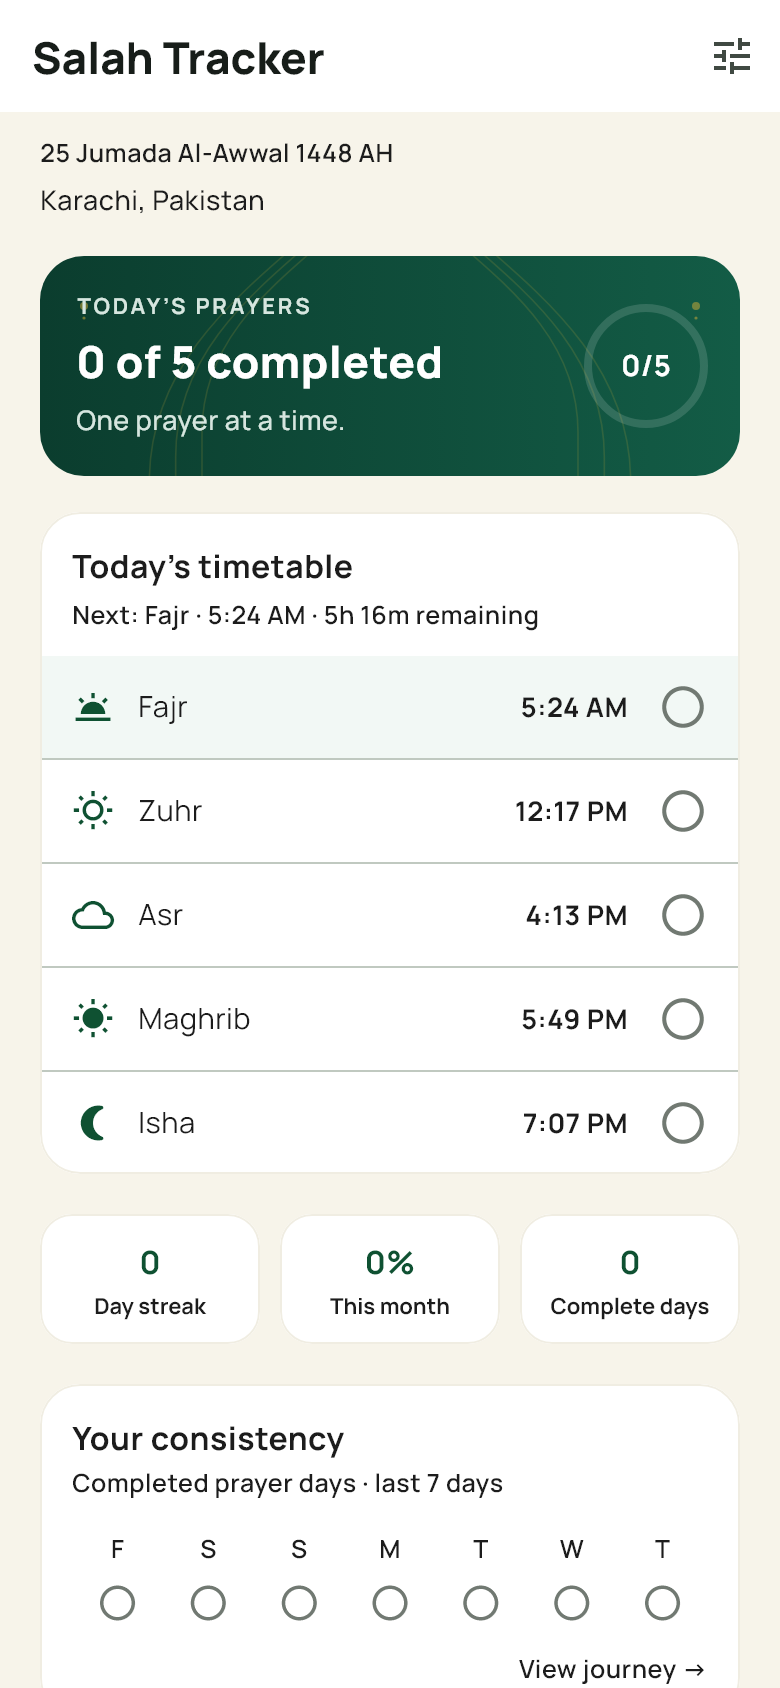 Salah Tracker
25 Jumada Al-Awwal 1448 AH
Karachi, Pakistan
TODAY’S PRAYERS
0 of 5 completed
0/5
One prayer at a time.
Today’s timetable
Next: Fajr · 5:24 AM · 5h 16m remaining
Fajr 5:24 AM
Zuhr 12:17 PM
Asr 4:13 PM
Maghrib 5:49 PM
Isha 7:07 PM
0 0% 0
Day streak This month Complete days
Your consistency
Completed prayer days · last 7 days
F S S M T W T
View journey →